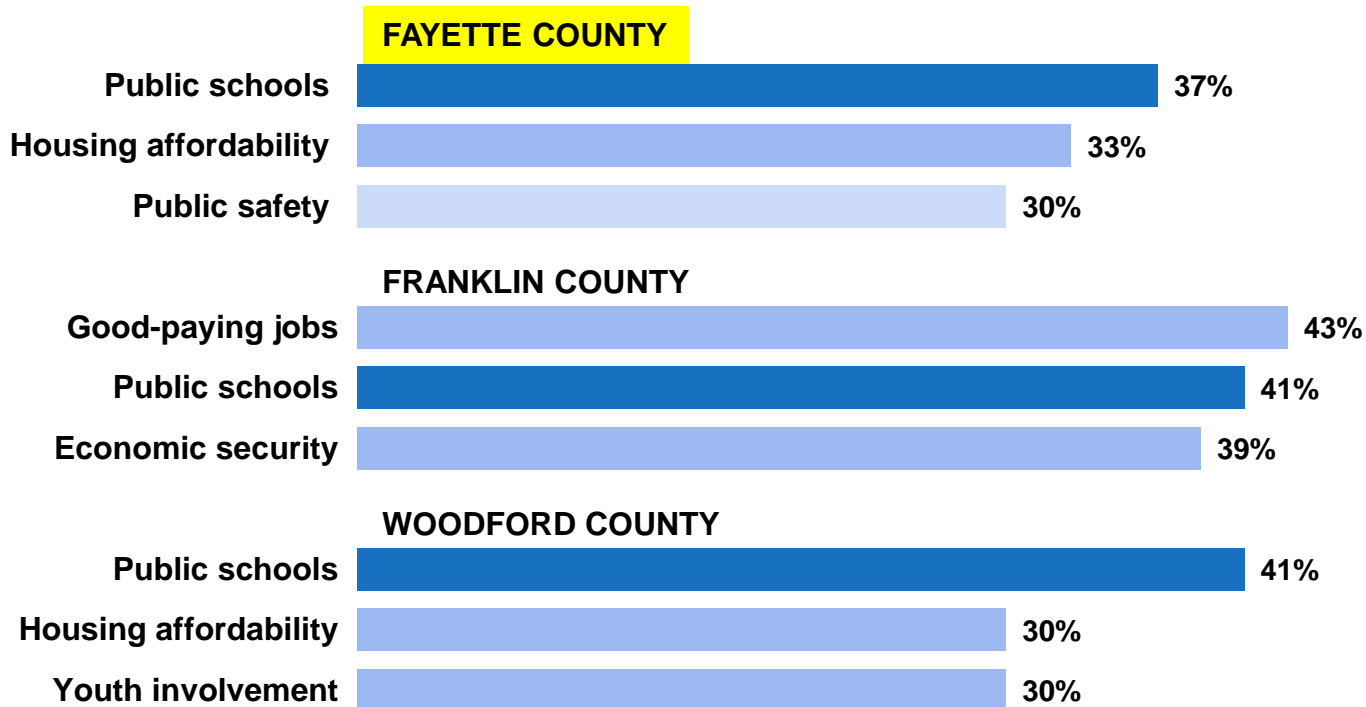 FAYETTE COUNTY
Public schools 37%
Housing affordability 33%
Public safety 30%
FRANKLIN COUNTY
Good-paying jobs 43%
Public schools 41%
Economic security 39%
WOODFORD COUNTY
Public schools 41%
Housing affordability 30%
Youth involvement 30%